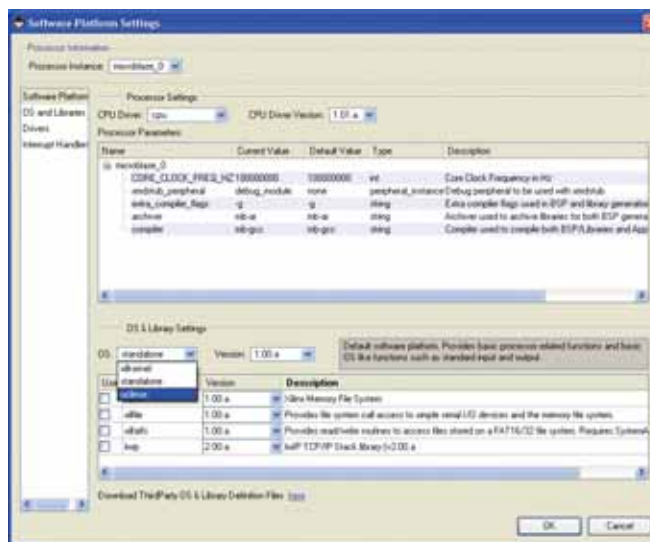 Software Platform Settings
Processor Information
Processor Instance: microblaze_0
Software Platform
OS and Libraries
Drivers
Interrupt Handlers
Processor Settings
CPU Driver: cpu CPU Driver Version: 1.01.a
Processor Parameters:
Name Current Value Default Value Type Description
microblaze_0
CORE_CLOCK_FREQ_HZ 100000000 100000000 int Core Clock Frequency in Hz
xmdstub_peripheral debug_module none peripheral_instance Debug peripheral to be used with xmdstub
extra_compiler_flags -g -g string Extra compiler flags used in BSP and library generation
archiver mb-ar mb-ar string Archiver used to archive libraries for both BSP genera
compiler mb-gcc mb-gcc string Compiler used to compile both BSP/Libraries and App
OS & Library Settings
OS: standalone Version: 1.00.a
Default software platform. Provides basic processor related functions and basic
OS like functions such as standard input and output.
xilkernel
standalone
Use Version Description
1.00.a Xilinx Memory File System
xilfile 1.00.a Provides file system call access to simple serial I/O devices and the memory file system.
xilfatfs 1.00.a Provides read/write routines to access files stored on a FAT16/32 file system. Requires SystemA
lwip 2.00.a lwIP TCP/IP Stack library
Download ThirdParty OS & Library Definition Files here
OK Cancel